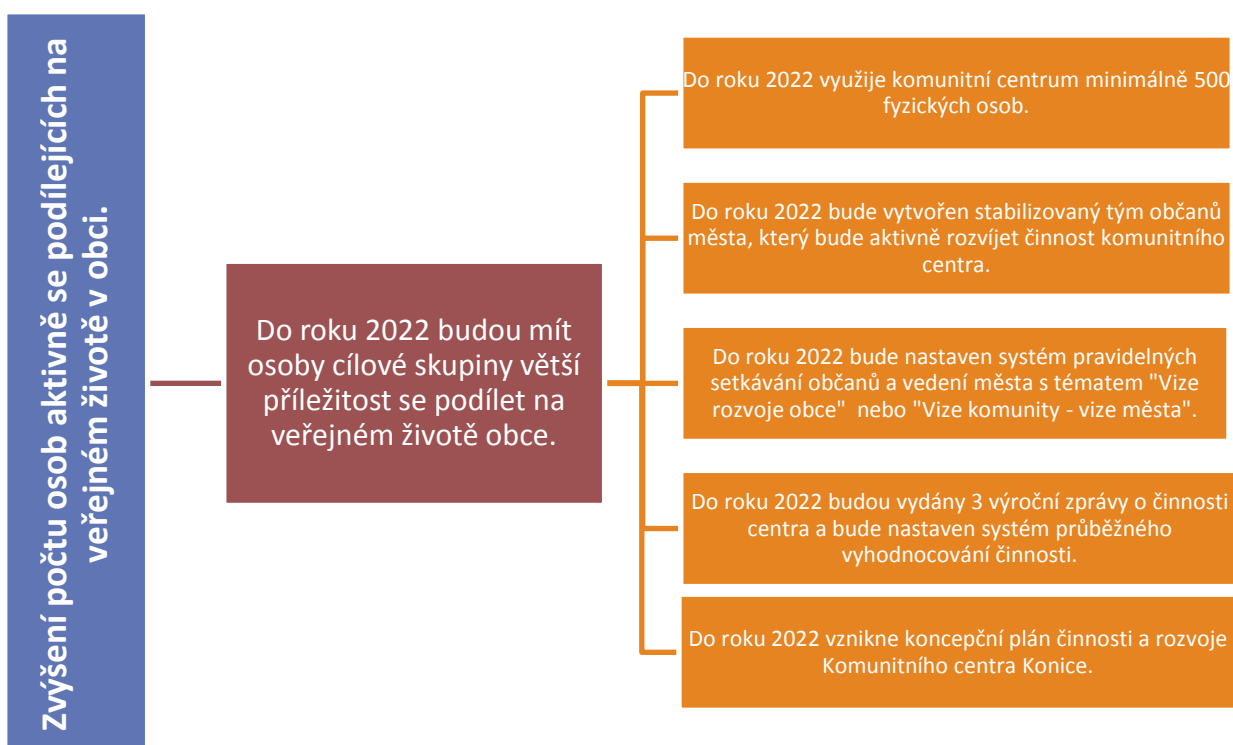 Zvýšení počtu osob aktivně se podílejících na
veřejném životě v obci.
Do roku 2022 budou mít
osoby cílové skupiny větší
příležitost se podílet na
veřejném životě obce.
Do roku 2022 využije komunitní centrum minimálně 500
fyzických osob.
Do roku 2022 bude vytvořen stabilizovaný tým občanů
města, který bude aktivně rozvíjet činnost komunitního
centra.
Do roku 2022 bude nastaven systém pravidelných
setkávání občanů a vedení města s tématem "Vize
rozvoje obce" nebo "Vize komunity - vize města".
Do roku 2022 budou vydány 3 výroční zprávy o činnosti
centra a bude nastaven systém průběžného
vyhodnocování činnosti.
Do roku 2022 vznikne koncepční plán činnosti a rozvoje
Komunitního centra Konice.